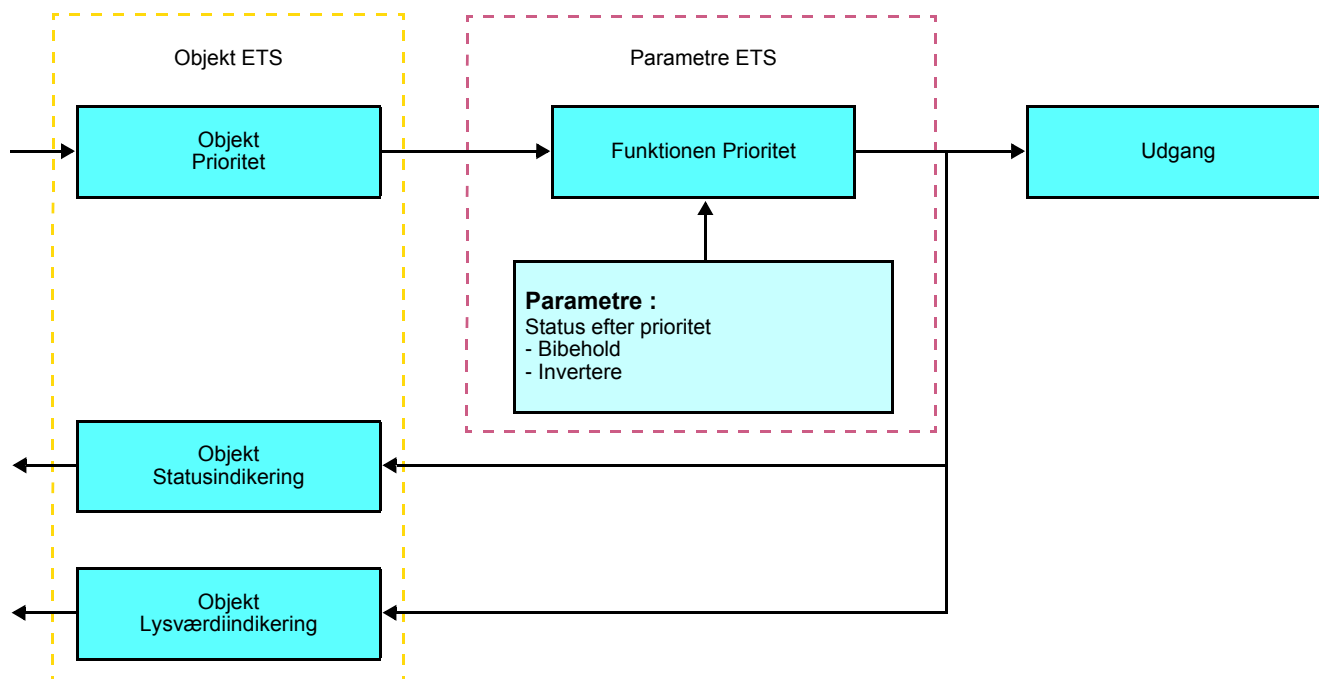 Objekt ETS
Parametre ETS
Objekt
Prioritet
Funktionen Prioritet
Udgang
Parametre :
Status efter prioritet
- Bibehold
- Invertere
Objekt
Statusindikering
Objekt
Lysværdiindikering